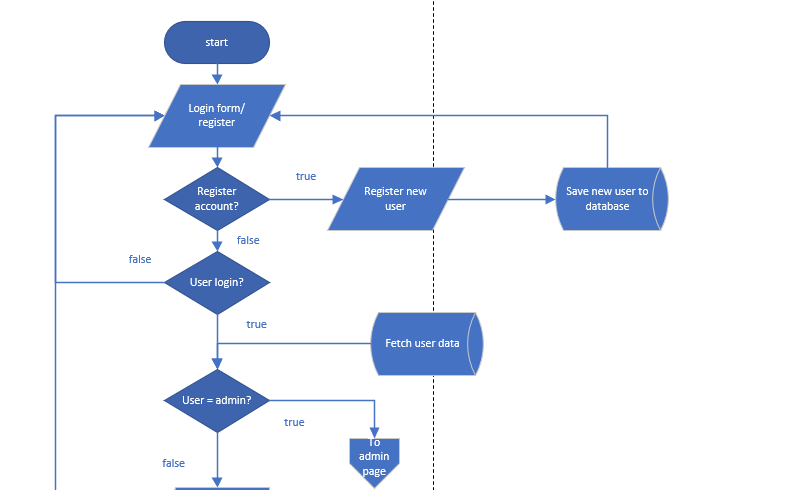 start
Login form/
register
Register
account?
true
Register new
user
Save new user to
database
false
false
User login?
true
Fetch user data
User = admin?
true
To
admin
page
false